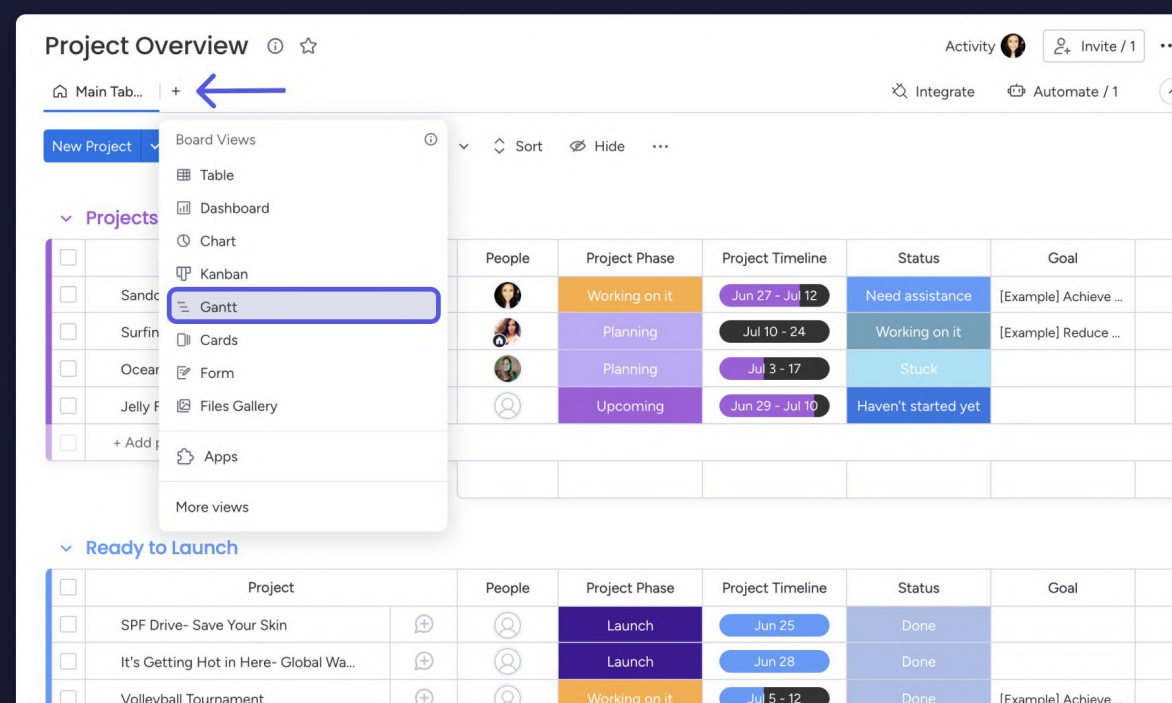 Project Overview
Activity
Invite / 1
Main Tab...
+
Integrate
Automate / 1
New Project
Sort
Hide
Board Views
Table
Dashboard
Chart
Kanban
Gantt
Cards
Form
Files Gallery
Apps
More views
Projects
People Project Phase Project Timeline Status Goal
Working on it Jun 27 - Jul 12 Need assistance [Example] Achieve ...
Surfin Planning Jul 10 - 24 Working on it [Example] Reduce ...
Planning Jul 3 - 17 Stuck
Jelly Upcoming Jun 29 - Jul 10 Haven't started yet
+ Add
Ready to Launch
Project People Project Phase Project Timeline Status Goal
SPF Drive- Save Your Skin Launch Jun 25 Done
It's Getting Hot in Here- Global Wa... Launch Jun 28 Done
Volleyball Tournament Working on it Jul 5 - 12 Done [Example] Achieve ...